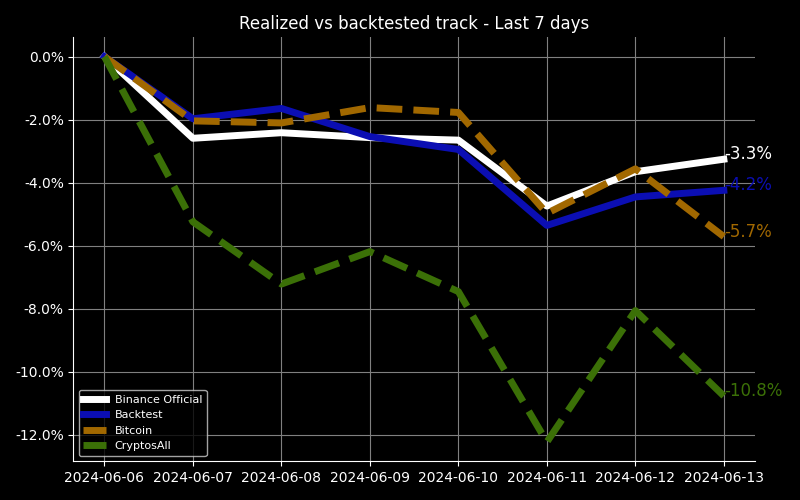 Realized vs backtested track - Last 7 days
0.0%
-2.0%
-4.0%
-6.0%
-8.0%
-10.0%
-12.0%
-3.3%
-4.2%
-5.7%
-10.8%
Binance Official
Backtest
Bitcoin
CryptosAll
2024-06-06 2024-06-07 2024-06-08 2024-06-09 2024-06-10 2024-06-11 2024-06-12 2024-06-13